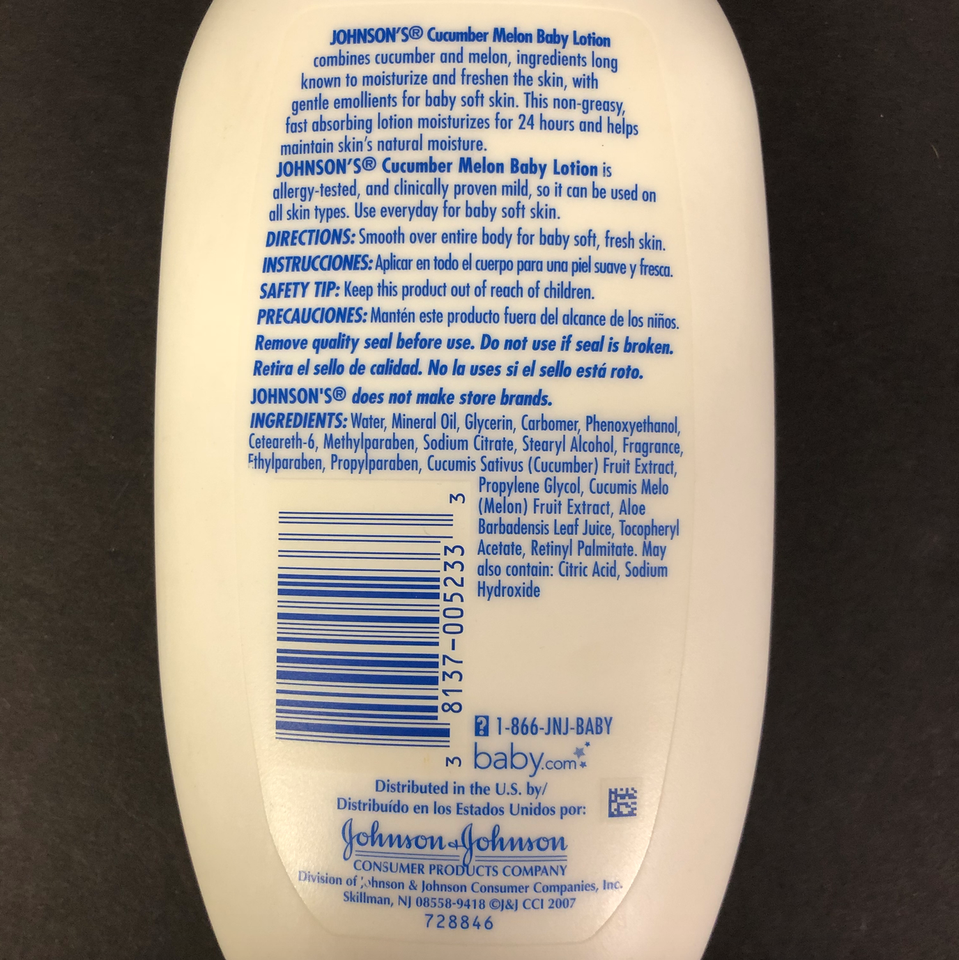 JOHNSON'S® Cucumber Melon Baby Lotion
combines cucumber and melon, ingredients long
known to moisturize and freshen the skin, with
gentle emollients for baby soft skin. This non-greasy,
fast absorbing lotion moisturizes for 24 hours and helps
maintain skin's natural moisture.
JOHNSON'S® Cucumber Melon Baby Lotion is
allergy-tested, and clinically proven mild, so it can be used on
all skin types. Use everyday for baby soft skin.
DIRECTIONS: Smooth over entire body for baby soft, fresh skin.
INSTRUCCIONES: Aplicar en todo el cuerpo para una piel suave y fresca.
SAFETY TIP: Keep this product out of reach of children.
PRECAUCIONES: Mantén este producto fuera del alcance de los niños.
Remove quality seal before use. Do not use if seal is broken.
Retira el sello de calidad. No la uses si el sello está roto.
JOHNSON'S® does not make store brands.
INGREDIENTS: Water, Mineral Oil, Glycerin, Carbomer, Phenoxyethanol,
Ceteareth-6, Methylparaben, Sodium Citrate, Stearyl Alcohol, Fragrance,
Ethylparaben, Propylparaben, Cucumis Sativus (Cucumber) Fruit Extract,
Propylene Glycol, Cucumis Melo
(Melon) Fruit Extract, Aloe
Barbadensis Leaf Juice, Tocopheryl
Acetate, Retinyl Palmitate. May
also contain: Citric Acid, Sodium
Hydroxide
3 8137-005233 3
? 1-866-JNJ-BABY
baby.com
Distributed in the U.S. by/
Distribuído en los Estados Unidos por:
Johnson & Johnson
CONSUMER PRODUCTS COMPANY
Division of Johnson & Johnson Consumer Companies, Inc.
Skillman, NJ 08558-9418 ©J&J CCI 2007
728846